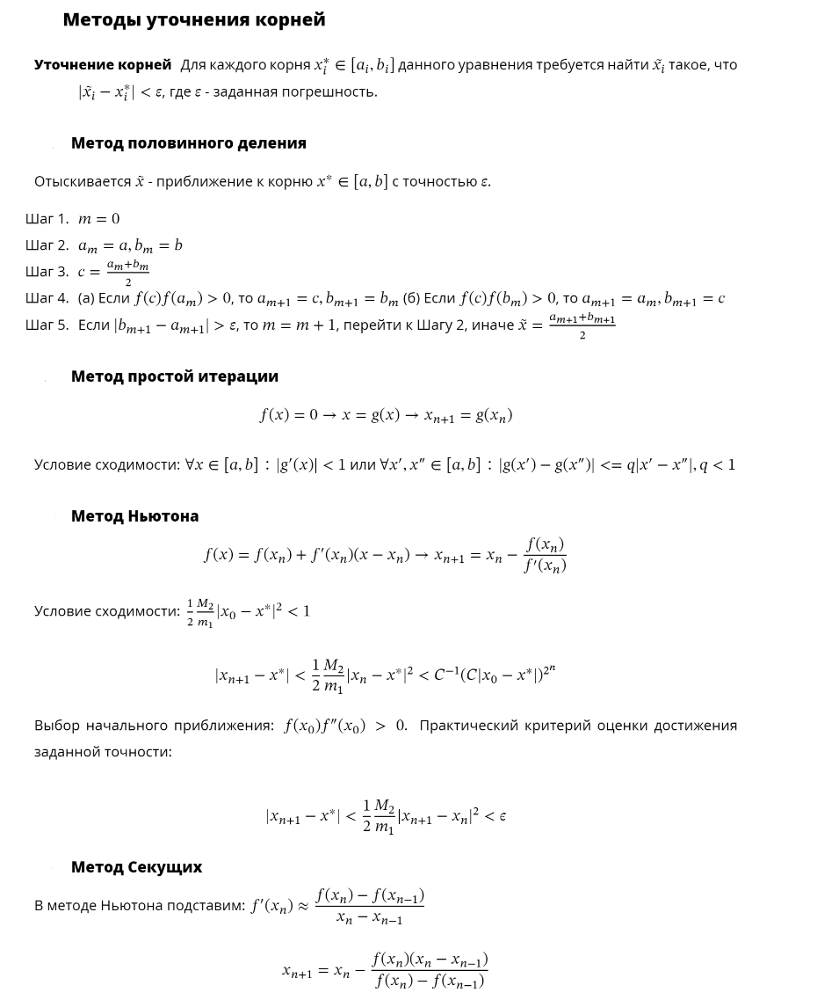 Методы уточнения корней
Уточнение корней Для каждого корня $x_i^* \in [a_i, b_i]$ данного уравнения требуется найти $\tilde{x}_i$ такое, что
$|\tilde{x}_i - x_i^*| < \varepsilon$, где $\varepsilon$ - заданная погрешность.
Метод половинного деления
Отыскивается $\tilde{x}$ - приближение к корню $x^* \in [a, b]$ с точностью $\varepsilon$.
Шаг 1. $m = 0$
Шаг 2. $a_m = a, b_m = b$
Шаг 3. $c = \frac{a_m + b_m}{2}$
Шаг 4. (а) Если $f(c)f(a_m) > 0$, то $a_{m+1} = c, b_{m+1} = b_m$ (б) Если $f(c)f(b_m) > 0$, то $a_{m+1} = a_m, b_{m+1} = c$
Шаг 5. Если $|b_{m+1} - a_{m+1}| > \varepsilon$, то $m = m + 1$, перейти к Шагу 2, иначе $\tilde{x} = \frac{a_{m+1} + b_{m+1}}{2}$
Метод простой итерации
$f(x) = 0 \rightarrow x = g(x) \rightarrow x_{n+1} = g(x_n)$
Условие сходимости: $\forall x \in [a, b] : |g'(x)| < 1$ или $\forall x', x'' \in [a, b] : |g(x') - g(x'')| <= q|x' - x''|, q < 1$
Метод Ньютона
$f(x) = f(x_n) + f'(x_n)(x - x_n) \rightarrow x_{n+1} = x_n - \frac{f(x_n)}{f'(x_n)}$
Условие сходимости: $\frac{1}{2}\frac{M_2}{m_1}|x_0 - x^*|^2 < 1$
$|x_{n+1} - x^*| < \frac{1}{2}\frac{M_2}{m_1}|x_n - x^*|^2 < C^{-1}(C|x_0 - x^*|)^{2^n}$
Выбор начального приближения: $f(x_0)f''(x_0) > 0$. Практический критерий оценки достижения
заданной точности:
$|x_{n+1} - x^*| < \frac{1}{2}\frac{M_2}{m_1}|x_{n+1} - x_n|^2 < \epsilon$
Метод Секущих
В методе Ньютона подставим: $f'(x_n) \approx \frac{f(x_n) - f(x_{n-1})}{x_n - x_{n-1}}$
$x_{n+1} = x_n - \frac{f(x_n)(x_n - x_{n-1})}{f(x_n) - f(x_{n-1})}$